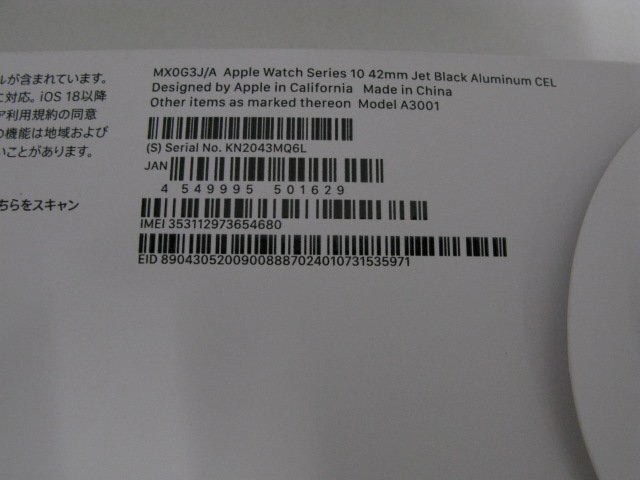 MX0G3J/A Apple Watch Series 10 42mm Jet Black Aluminum CEL
Designed by Apple in California Made in China
Other items as marked thereon Model A3001
(S) Serial No. KN2043MQ6L
JAN
4 549995 501629
IMEI 353112973654680
EID 89043052009008887024010731535971
ルが含まれています。
に対応。iOS 18以降
ア利用規約の同意
の機能は地域および
いことがあります。
ちらをスキャン